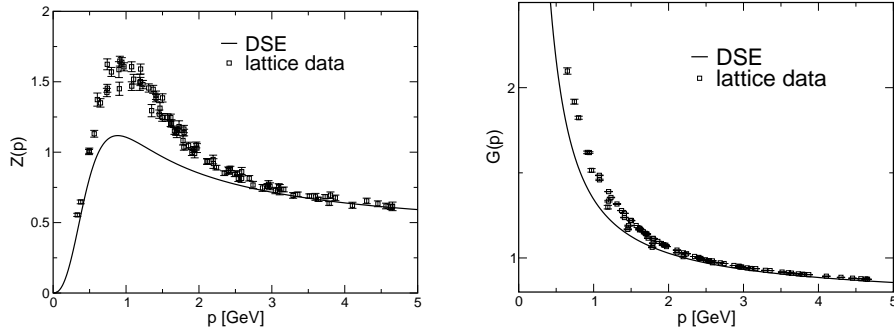 2
1.5
1
0.5
0
Z(p)
DSE
lattice data
0 1 2 3 4 5
p [GeV]
2
1
G(p)
DSE
lattice data
0 1 2 3 4 5
p [GeV]